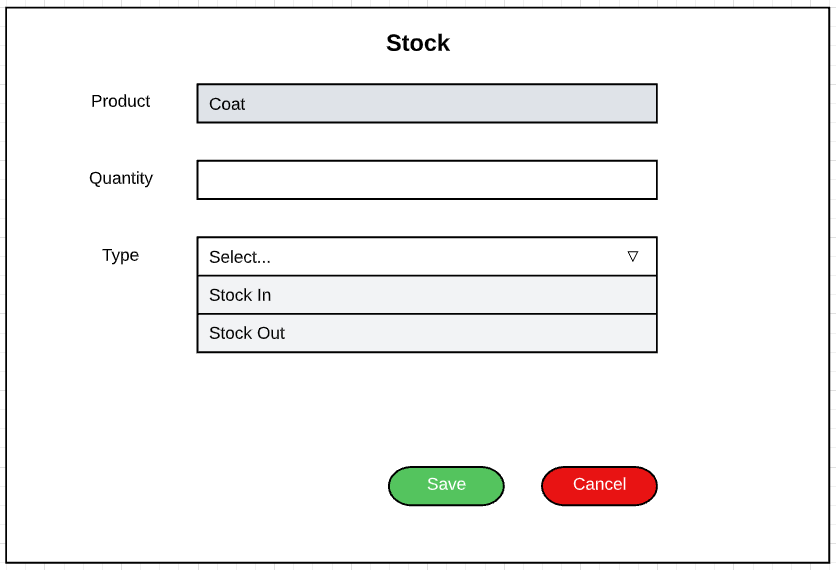 Stock
Product
Coat
Quantity
Type
Select...
Stock In
Stock Out
Save
Cancel